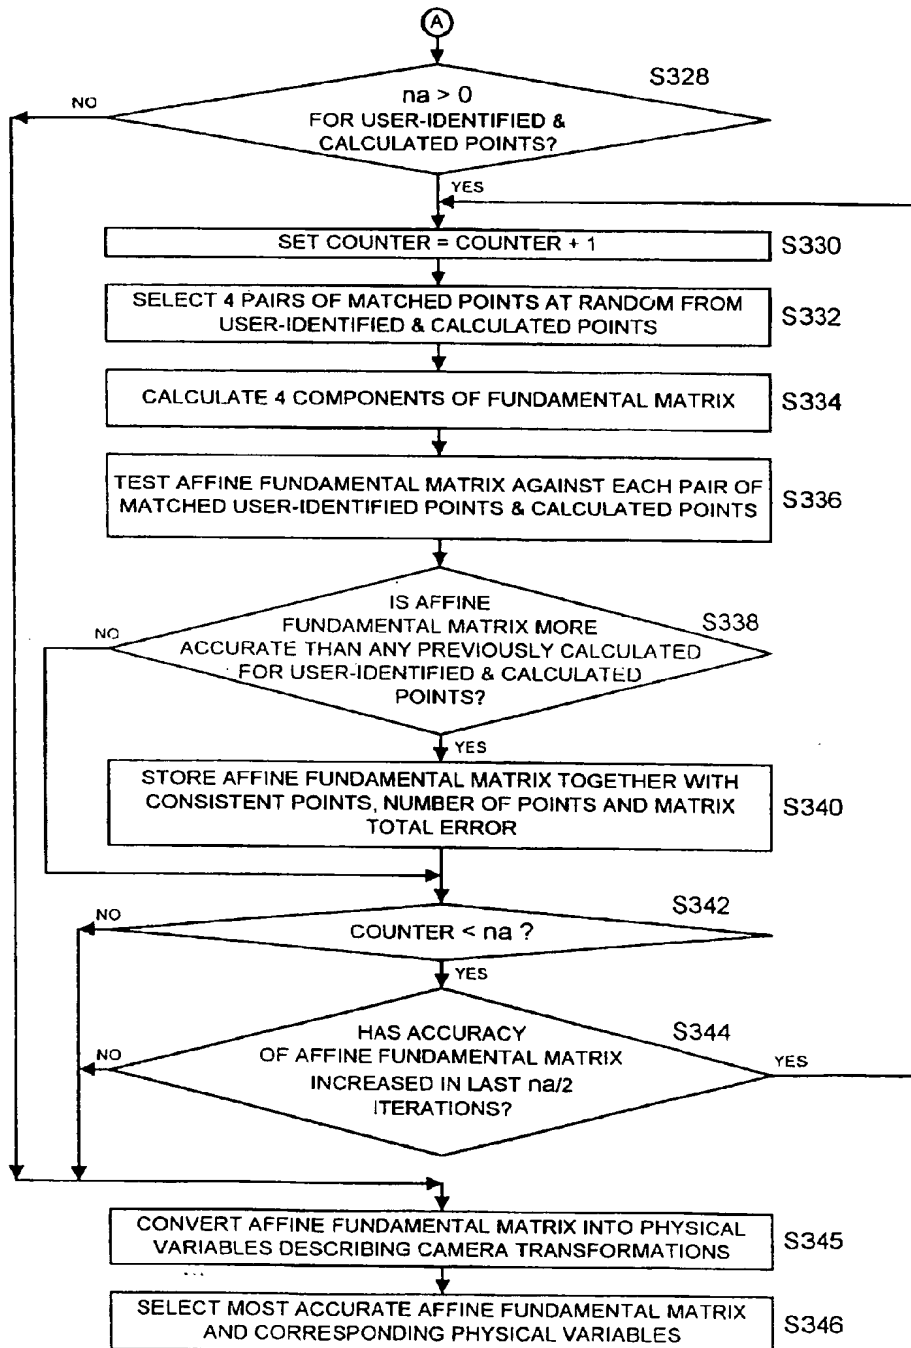 A
S328
NO
na > 0
FOR USER-IDENTIFIED &
CALCULATED POINTS?
YES
SET COUNTER = COUNTER + 1
S330
SELECT 4 PAIRS OF MATCHED POINTS AT RANDOM FROM
USER-IDENTIFIED & CALCULATED POINTS
S332
CALCULATE 4 COMPONENTS OF FUNDAMENTAL MATRIX
S334
TEST AFFINE FUNDAMENTAL MATRIX AGAINST EACH PAIR OF
MATCHED USER-IDENTIFIED POINTS & CALCULATED POINTS
S336
IS AFFINE
FUNDAMENTAL MATRIX MORE
ACCURATE THAN ANY PREVIOUSLY CALCULATED
FOR USER-IDENTIFIED & CALCULATED
POINTS?
S338
NO
YES
STORE AFFINE FUNDAMENTAL MATRIX TOGETHER WITH
CONSISTENT POINTS, NUMBER OF POINTS AND MATRIX
TOTAL ERROR
S340
S342
NO
COUNTER < na ?
YES
HAS ACCURACY
OF AFFINE FUNDAMENTAL MATRIX
INCREASED IN LAST na/2
ITERATIONS?
S344
NO
YES
CONVERT AFFINE FUNDAMENTAL MATRIX INTO PHYSICAL
VARIABLES DESCRIBING CAMERA TRANSFORMATIONS
S345
SELECT MOST ACCURATE AFFINE FUNDAMENTAL MATRIX
AND CORRESPONDING PHYSICAL VARIABLES
S346